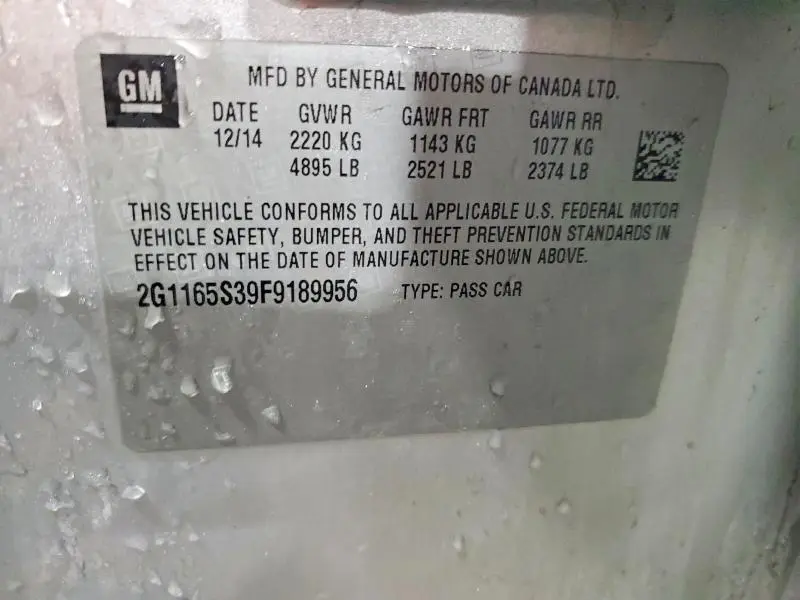 GM
MFD BY GENERAL MOTORS OF CANADA LTD.
DATE GVWR GAWR FRT GAWR RR
12/14 2220 KG 1143 KG 1077 KG
4895 LB 2521 LB 2374 LB
THIS VEHICLE CONFORMS TO ALL APPLICABLE U.S. FEDERAL MOTOR
VEHICLE SAFETY, BUMPER, AND THEFT PREVENTION STANDARDS IN
EFFECT ON THE DATE OF MANUFACTURE SHOWN ABOVE.
2G1165S39F9189956 TYPE: PASS CAR